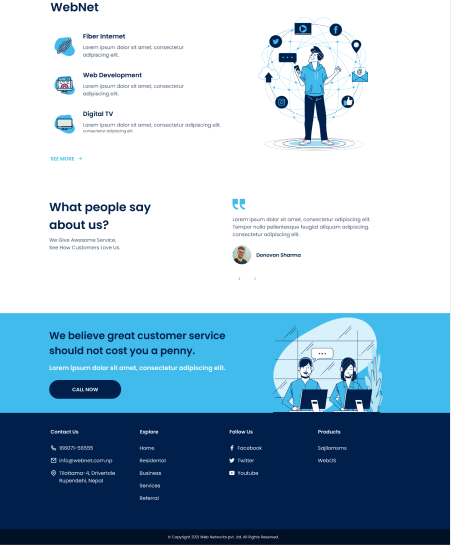 WebNet
Fiber Internet
Lorem ipsum dolor sit amet, consectetur
adipiscing elit.
Web Development
Lorem ipsum dolor sit amet, consectetur
adipiscing elit.
Digital TV
Lorem ipsum dolor sit amet, consectetur adipiscing elit.
consectetur adipiscing elit
SEE MORE →
What people say
about us?
We Give Awesome Service,
See How Customers Love Us
Lorem ipsum dolor sit amet, consectetur adipiscing elit.
Tempor nulla pellentesque feugiat aliquam adipiscing,
consectetur adipiscing elit.
Donovan Sharma
We believe great customer service
should not cost you a penny.
Lorem ipsum dolor sit amet, consectetur adipiscing elit.
CALL NOW
Contact Us
166071-56555
info@webnet.com.np
Tilottama-4, Drivertole
Rupendehi, Nepal
Explore
Home
Residental
Business
Services
Referral
Follow Us
Facebook
Twitter
Youtube
Products
Sajilomsms
WebOS
© Copyright 2021 Web Networks pvt. Ltd. All Rights Reserved.